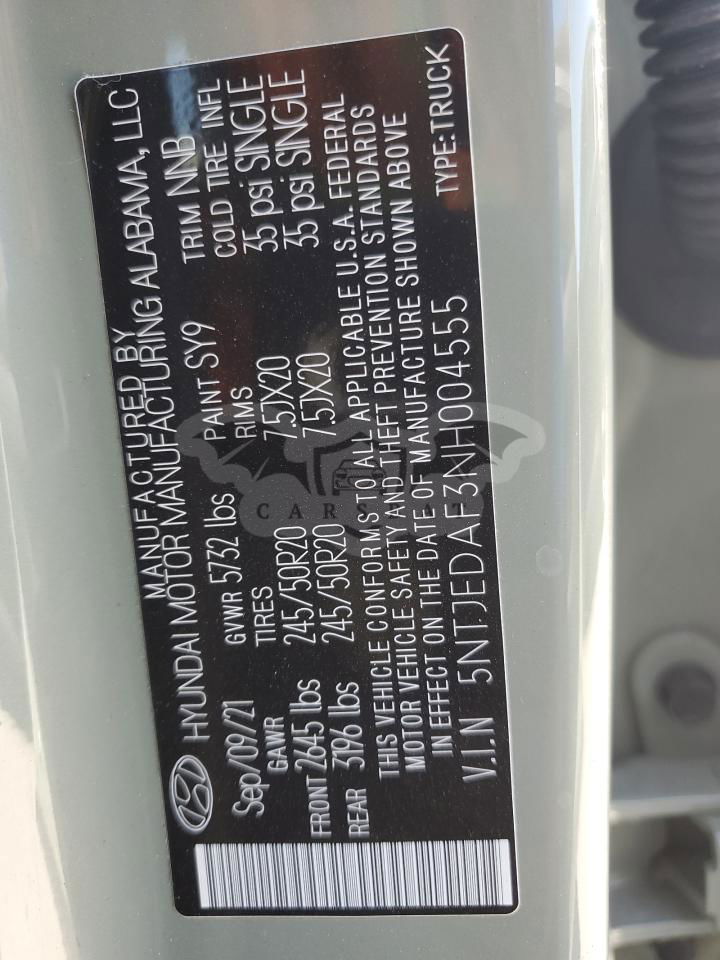 MANUFACTURED BY
HYUNDAI MOTOR MANUFACTURING ALABAMA, LLC
Sep/09/21 GVWR 5732 lbs PAINT SY9 TRIM NNB
GAWR TIRES RIMS COLD TIRE INFL
FRONT 2645 lbs 245/50R20 7.5JX20 35 psi SINGLE
REAR 3196 lbs 245/50R20 7.5JX20 35 psi SINGLE
THIS VEHICLE CONFORMS TO ALL APPLICABLE U.S.A. FEDERAL
MOTOR VEHICLE SAFETY AND THEFT PREVENTION STANDARDS
IN EFFECT ON THE DATE OF MANUFACTURE SHOWN ABOVE
V.I.N 5NTJEDAF3NH004555 TYPE:TRUCK